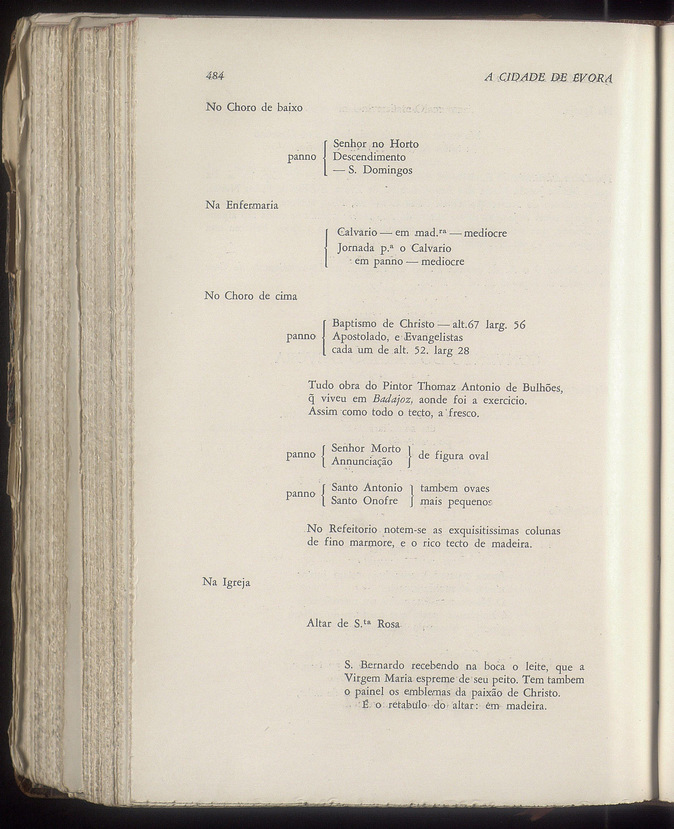 484
A CIDADE DE ÉVORA
No Choro de baixo
Senhor no Horto
panno Descendimento
— S. Domingos
Na Enfermaria
Calvario — em mad.ra — mediocre
Jornada p.a o Calvario
em panno — mediocre
No Choro de cima
Baptismo de Christo — alt.67 larg. 56
panno Apostolado, e Evangelistas
cada um de alt. 52. larg 28
Tudo obra do Pintor Thomaz Antonio de Bulhões,
q̃ viveu em Badajoz, aonde foi a exercicio.
Assim como todo o tecto, a fresco.
panno Senhor Morto
Annunciação
de figura oval
panno Santo Antonio tambem ovaes
Santo Onofre mais pequenos
No Refeitorio notem-se as exquisitissimas colunas
de fino marmore, e o rico tecto de madeira.
Na Igreja
Altar de S.ta Rosa
S. Bernardo recebendo na boca o leite, que a
Virgem Maria espreme de seu peito. Tem tambem
o painel os emblemas da paixão de Christo.
É o retabulo do altar: em madeira.